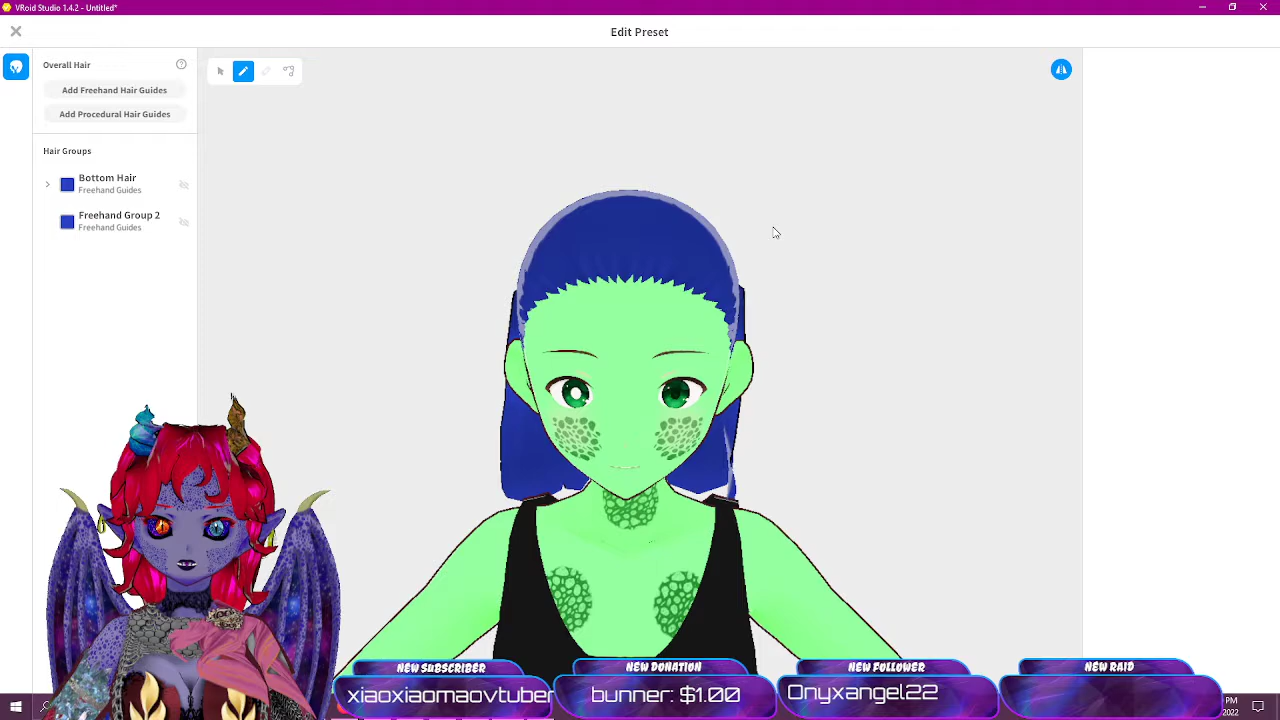 VRoid Studio 1.4.2 - Untitled*
Edit Preset
Overall Hair
Add Freehand Hair Guides
Add Procedural Hair Guides
Hair Groups
Bottom Hair
Freehand Guides
Freehand Group 2
Freehand Guides
NEW SUBSCRIBER
NEW DONATION
NEW FOLLOWER
NEW RAID
xiaoxiaomaovtuber
bunner: $1.00
Onyxangel22
PM
2022